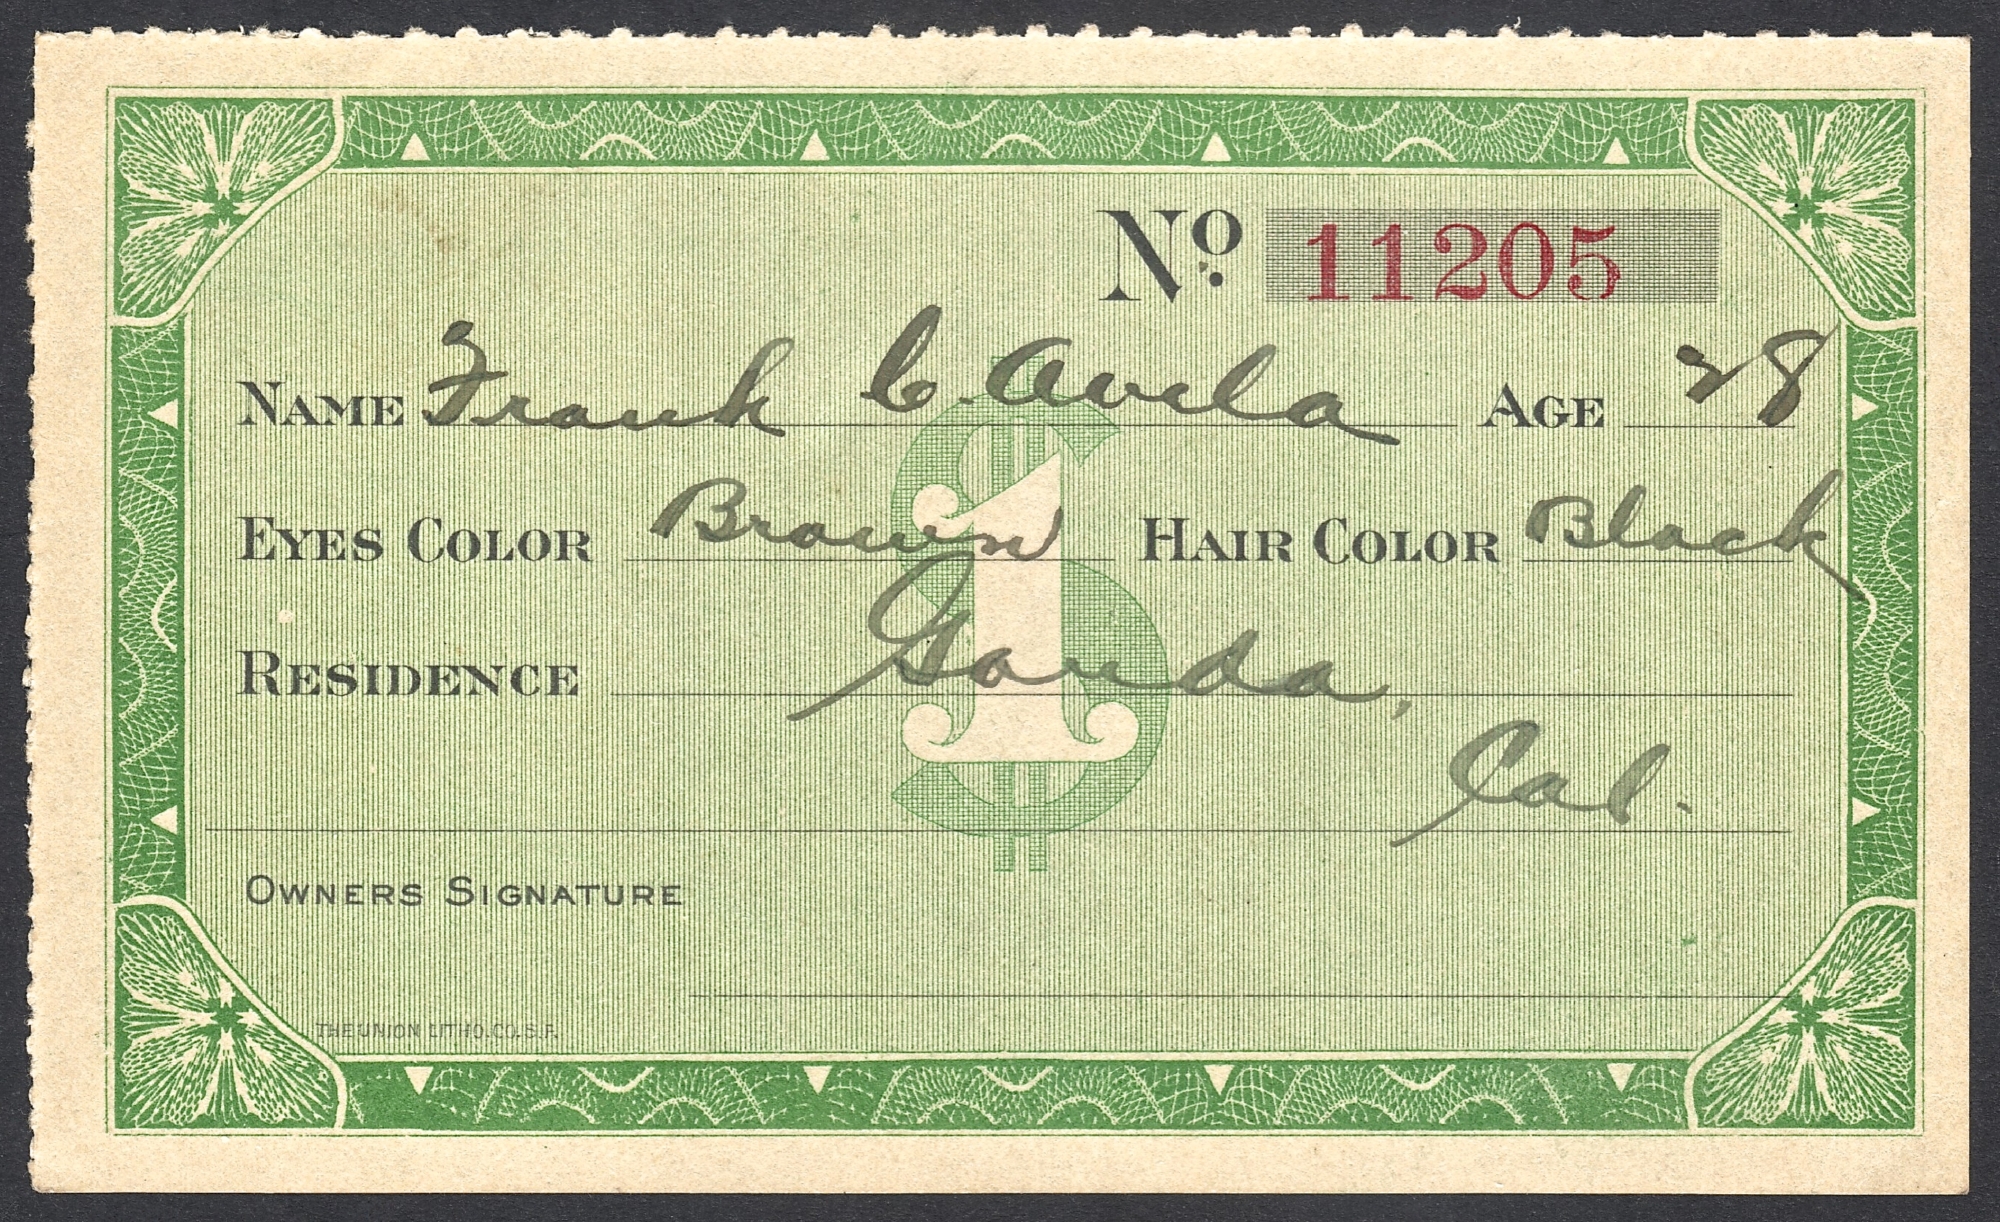 No. 11205
NAME Frank C. Avila AGE 28
EYES COLOR Brown HAIR COLOR Black
RESIDENCE Gonda,
Cal.
1
OWNERS SIGNATURE
THE UNION LITHO. CO. S.F.